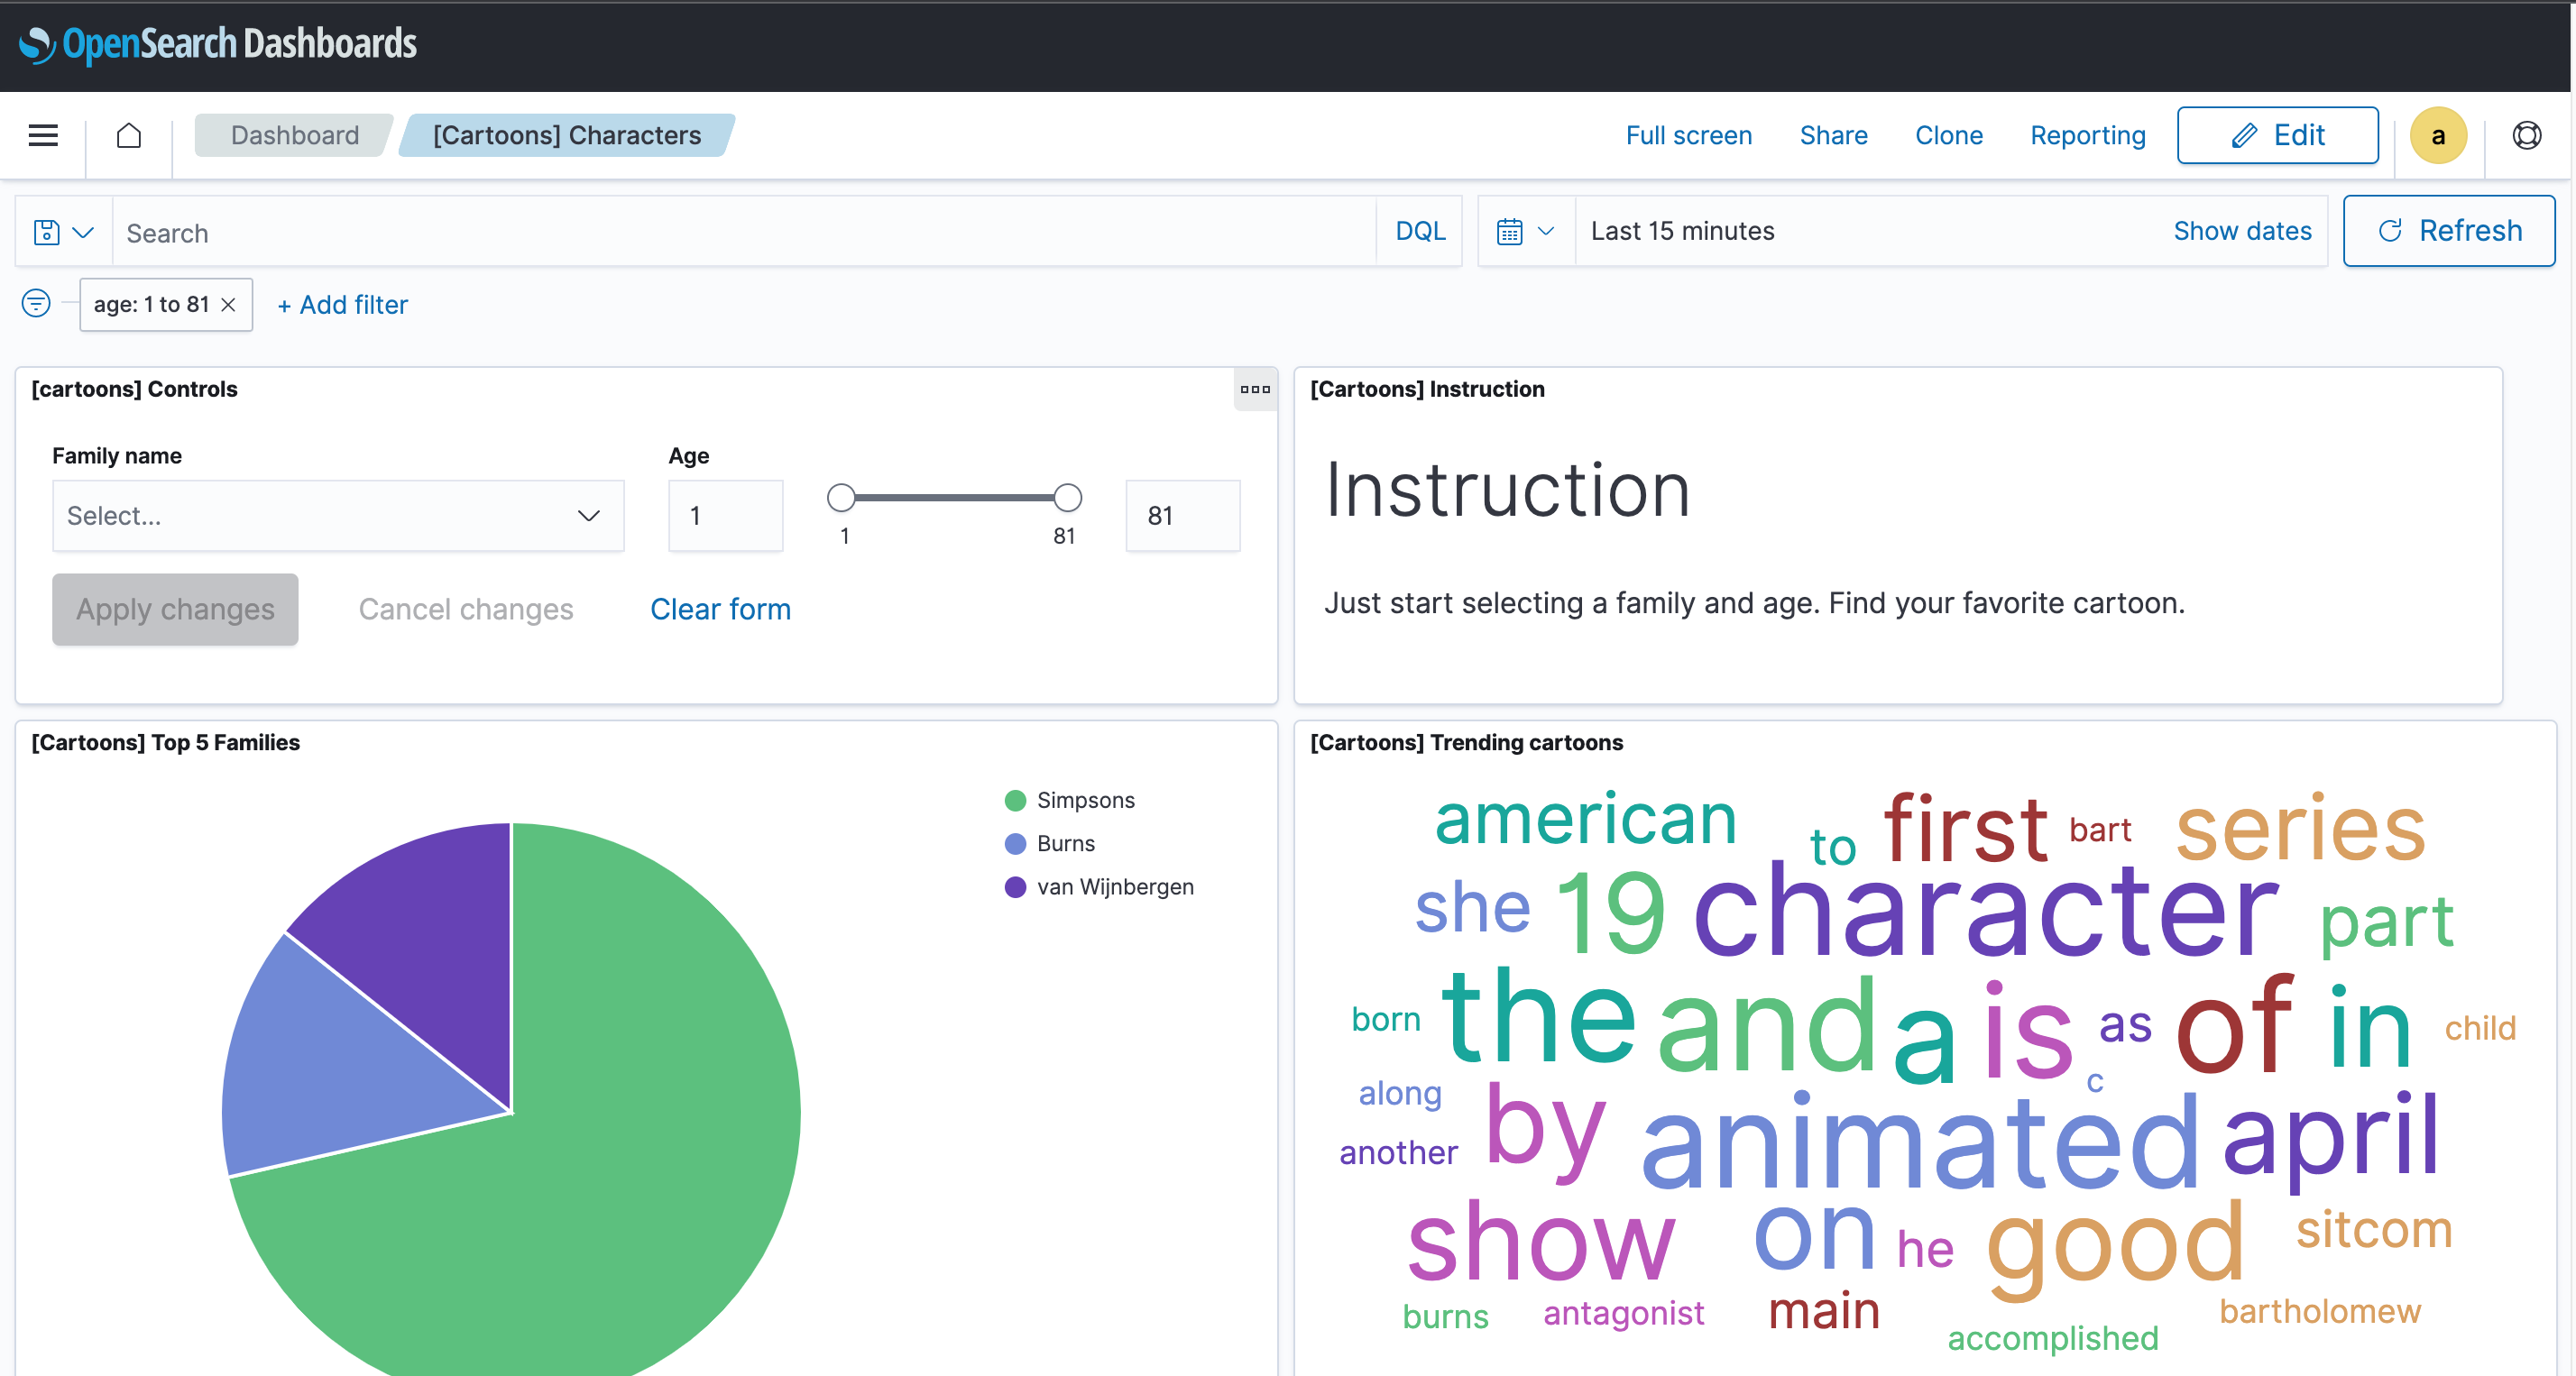 OpenSearch Dashboards
Dashboard
[Cartoons] Characters
Full screen
Share
Clone
Reporting
Edit
a
Search
DQL
Last 15 minutes
Show dates
Refresh
age: 1 to 81
+ Add filter
[cartoons] Controls
Family name
Age
Select...
1
1
81
81
Apply changes
Cancel changes
Clear form
[Cartoons] Instruction
Instruction
Just start selecting a family and age. Find your favorite cartoon.
[Cartoons] Top 5 Families
Simpsons
Burns
van Wijnbergen
[Cartoons] Trending cartoons
american to first bart series
she 19 character part
born the and a is as of in child
along c
another by animated april
show on he good sitcom
burns antagonist main bartholomew
accomplished